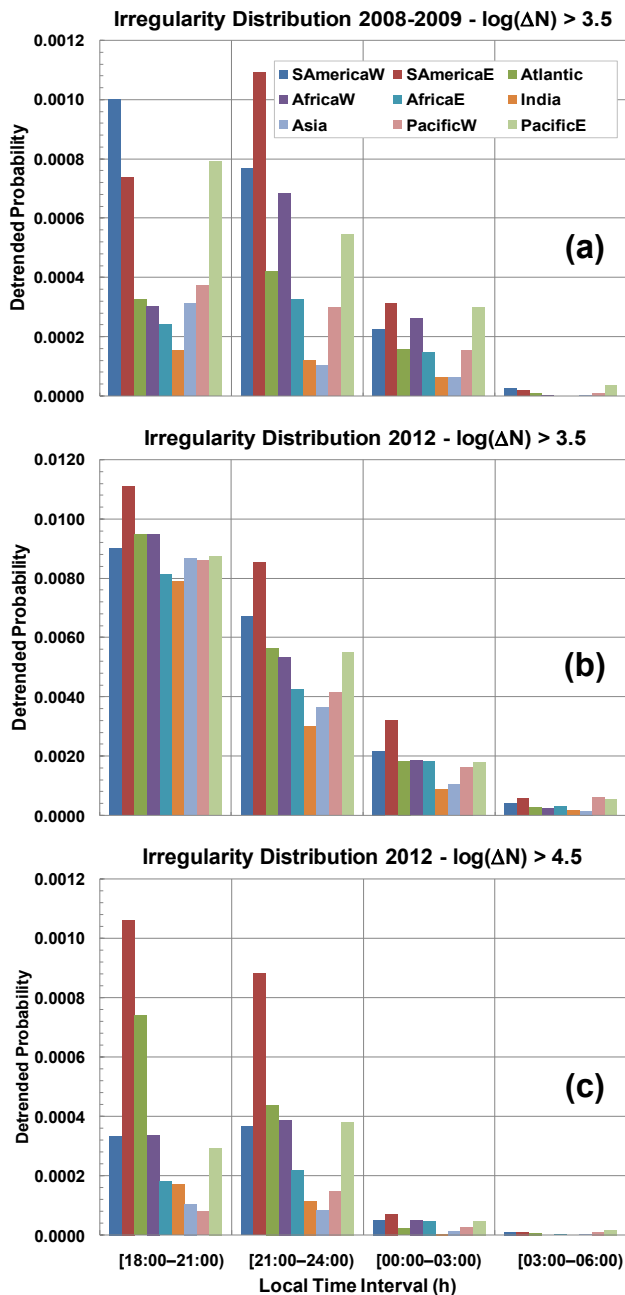 Irregularity Distribution 2008-2009 - log(ΔN) > 3.5
0.0012
SAmericaW SAmericaE Atlantic
AfricaW AfricaE India
Asia PacificW PacificE
0.0010
0.0008
0.0006
0.0004
0.0002
0.0000
Detrended Probability
(a)
Irregularity Distribution 2012 - log(ΔN) > 3.5
0.0120
0.0100
0.0080
0.0060
0.0040
0.0020
0.0000
Detrended Probability
(b)
Irregularity Distribution 2012 - log(ΔN) > 4.5
0.0012
0.0010
0.0008
0.0006
0.0004
0.0002
0.0000
Detrended Probability
(c)
[18:00–21:00) [21:00–24:00) [00:00–03:00) [03:00–06:00)
Local Time Interval (h)